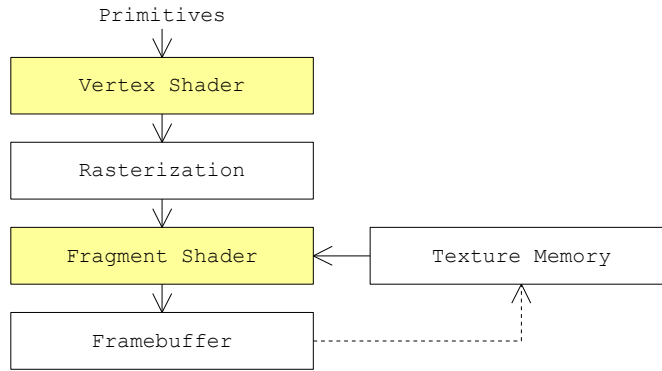 Primitives
Vertex Shader
Rasterization
Fragment Shader
Texture Memory
Framebuffer